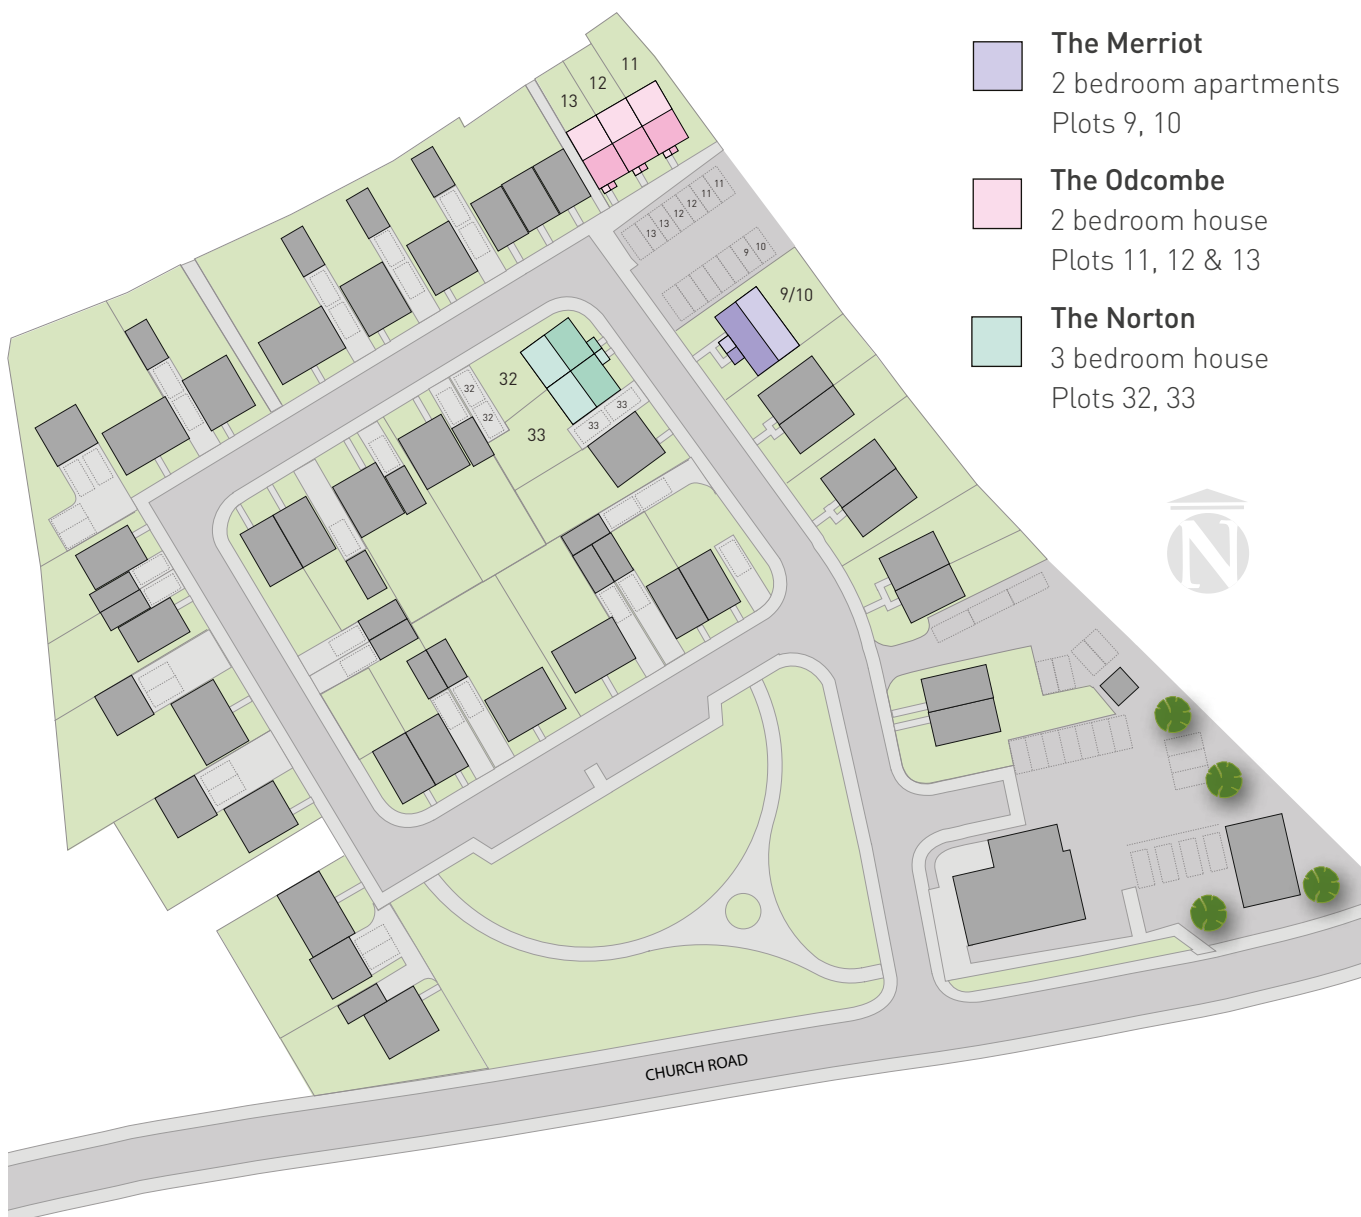 The Merriot
2 bedroom apartments
Plots 9, 10
The Odcombe
2 bedroom house
Plots 11, 12 & 13
The Norton
3 bedroom house
Plots 32, 33
11
12
13
11
11
12
12
13
13
10
9
9/10
32
32
32
33
33
33
N
CHURCH ROAD